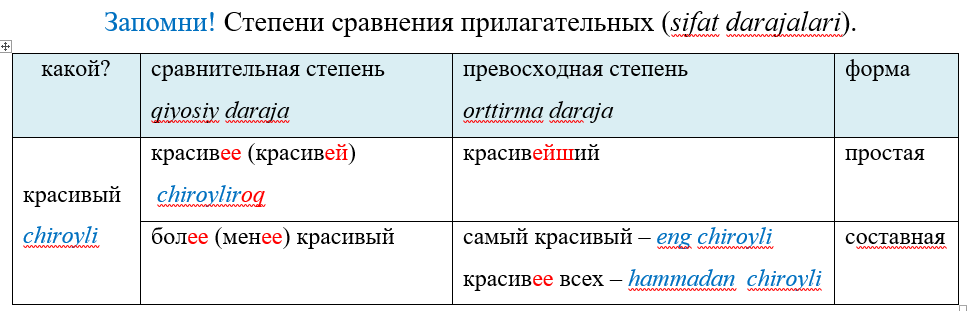 Запомни! Степени сравнения прилагательных (sifat darajalari).
какой?
сравнительная степень
qiyosiy daraja
превосходная степень
orttirma daraja
форма
красивый
chiroyli
красивее (красивей)
chiroyliroq
красивейший
простая
более (менее) красивый
самый красивый – eng chiroyli
красивее всех – hammadan chiroyli
составная